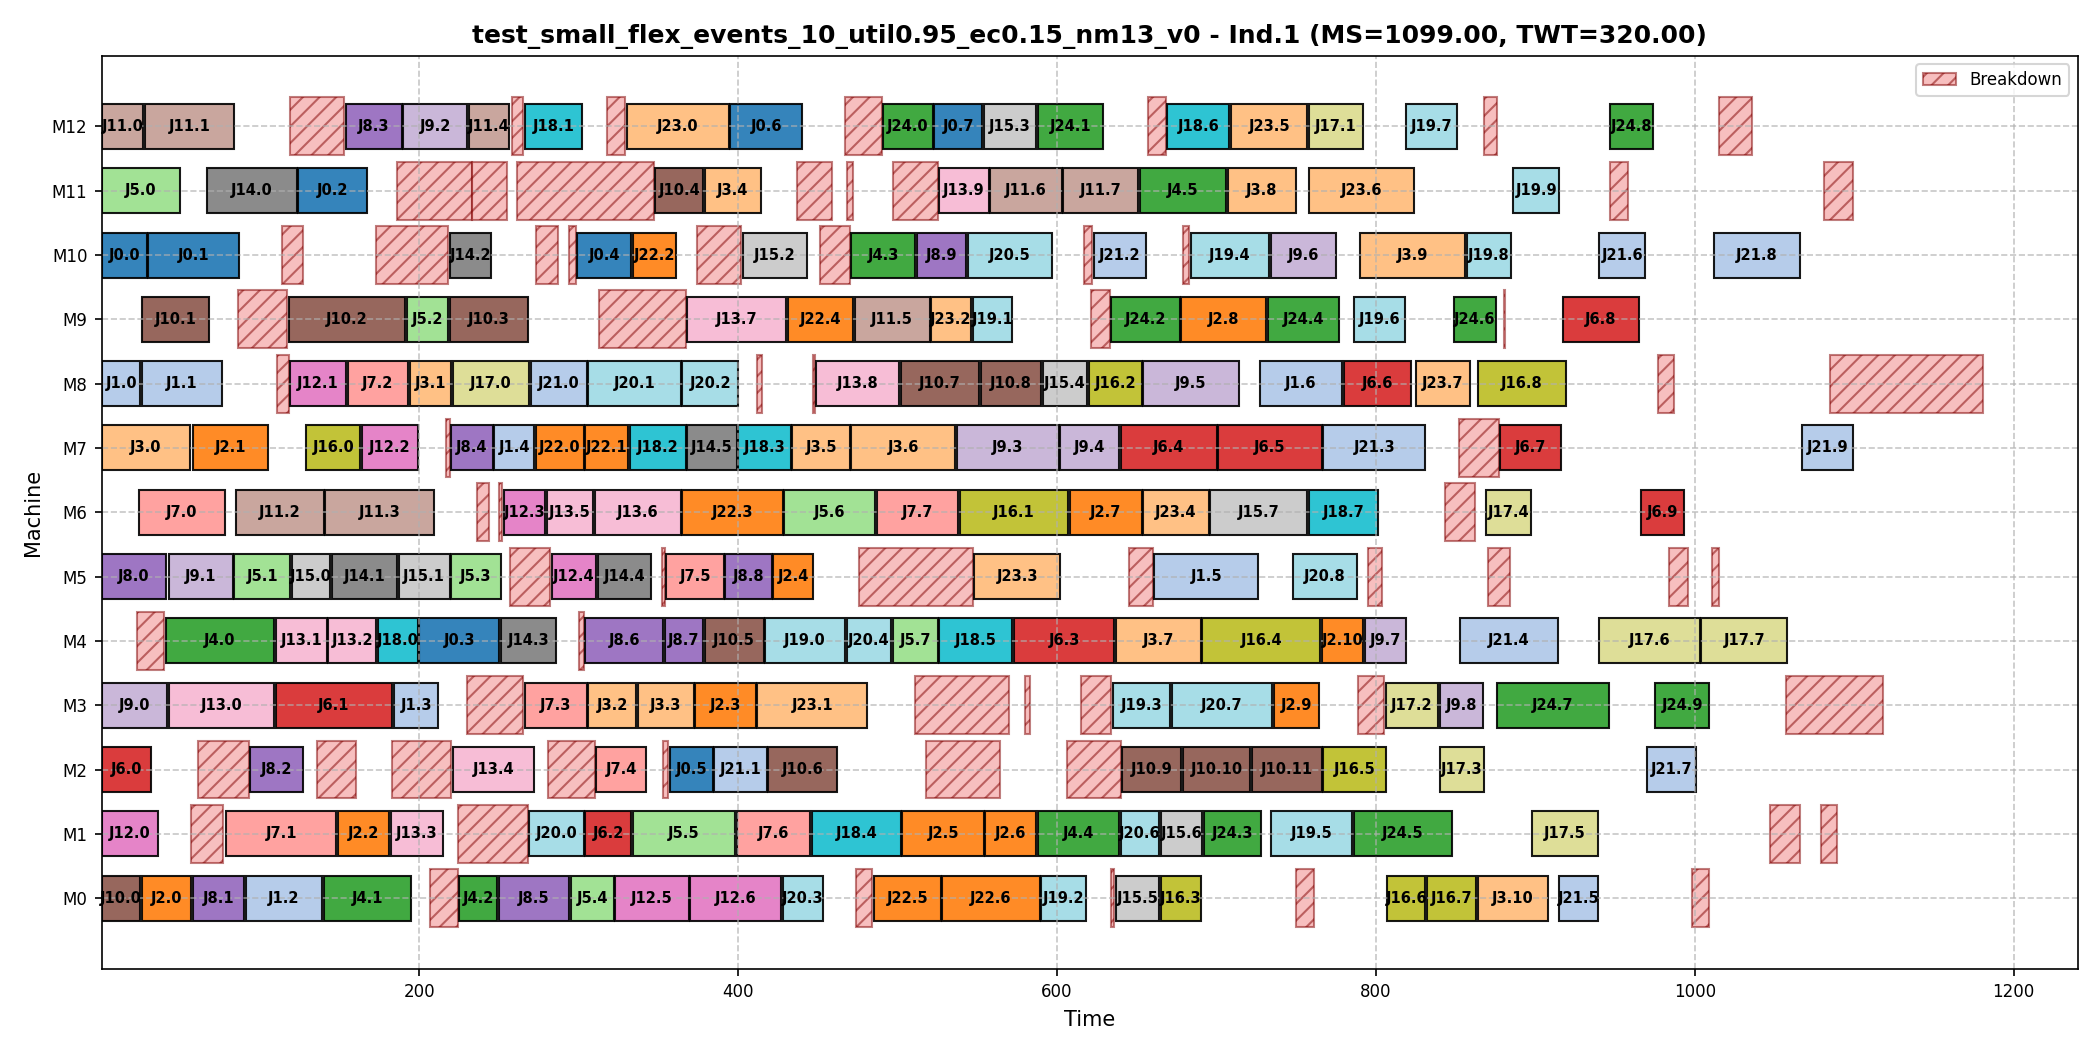 test_small_flex_events_10_util0.95_ec0.15_nm13_v0 - Ind.1 (MS=1099.00, TWT=320.00)
Breakdown
M12 J11.0 J11.1 J8.3 J9.2 J11.4 J18.1 J23.0 J0.6 J24.0 J0.7 J15.3 J24.1 J18.6 J23.5 J17.1 J19.7 J24.8
M11 J5.0 J14.0 J0.2 J10.4 J3.4 J13.9 J11.6 J11.7 J4.5 J3.8 J23.6 J19.9
M10 J0.0 J0.1 J14.2 J0.4 J22.2 J15.2 J4.3 J8.9 J20.5 J21.2 J19.4 J9.6 J3.9 J19.8 J21.6 J21.8
M9 J10.1 J10.2 J5.2 J10.3 J13.7 J22.4 J11.5 J23.2 J19.1 J24.2 J2.8 J24.4 J19.6 J24.6 J6.8
M8 J1.0 J1.1 J12.1 J7.2 J3.1 J17.0 J21.0 J20.1 J20.2 J13.8 J10.7 J10.8 J15.4 J16.2 J9.5 J1.6 J6.6 J23.7 J16.8
M7 J3.0 J2.1 J16.0 J12.2 J8.4 J1.4 J22.0 J22.1 J18.2 J14.5 J18.3 J3.5 J3.6 J9.3 J9.4 J6.4 J6.5 J21.3 J6.7 J21.9
M6 J7.0 J11.2 J11.3 J12.3 J13.5 J13.6 J22.3 J5.6 J7.7 J16.1 J2.7 J23.4 J15.7 J18.7 J17.4 J6.9
M5 J8.0 J9.1 J5.1 J15.0 J14.1 J15.1 J5.3 J12.4 J14.4 J7.5 J8.8 J2.4 J23.3 J1.5 J20.8
M4 J4.0 J13.1 J13.2 J18.0 J0.3 J14.3 J8.6 J8.7 J10.5 J19.0 J20.4 J5.7 J18.5 J6.3 J3.7 J16.4 J2.10 J9.7 J21.4 J17.6 J17.7
M3 J9.0 J13.0 J6.1 J1.3 J7.3 J3.2 J3.3 J2.3 J23.1 J19.3 J20.7 J2.9 J17.2 J9.8 J24.7 J24.9
M2 J6.0 J8.2 J13.4 J7.4 J0.5 J21.1 J10.6 J10.9 J10.10 J10.11 J16.5 J17.3 J21.7
M1 J12.0 J7.1 J2.2 J13.3 J20.0 J6.2 J5.5 J7.6 J18.4 J2.5 J2.6 J4.4 J20.6 J15.6 J24.3 J19.5 J24.5 J17.5
M0 J10.0 J2.0 J8.1 J1.2 J4.1 J4.2 J8.5 J5.4 J12.5 J12.6 J20.3 J22.5 J22.6 J19.2 J15.5 J16.3 J16.6 J16.7 J3.10 J21.5
Machine
200 400 600 800 1000 1200
Time